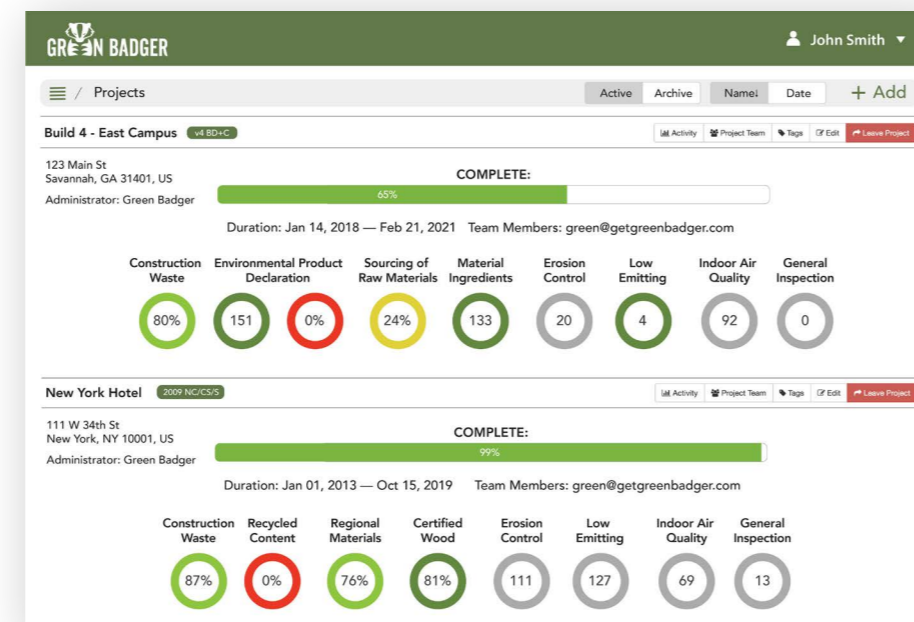 GREEN BADGER
John Smith
/ Projects
Active Archive Name↓ Date + Add
Build 4 - East Campus v4 BD+C
Activity Project Team Tags Edit Leave Project
123 Main St
Savannah, GA 31401, US
Administrator: Green Badger
COMPLETE:
65%
Duration: Jan 14, 2018 — Feb 21, 2021 Team Members: green@getgreenbadger.com
Construction Waste
Environmental Product Declaration
Sourcing of Raw Materials
Material Ingredients
Erosion Control
Low Emitting
Indoor Air Quality
General Inspection
80% 151 0% 24% 133 20 4 92 0
New York Hotel 2009 NC/CS/S
Activity Project Team Tags Edit Leave Project
111 W 34th St
New York, NY 10001, US
Administrator: Green Badger
COMPLETE:
99%
Duration: Jan 01, 2013 — Oct 15, 2019 Team Members: green@getgreenbadger.com
Construction Waste
Recycled Content
Regional Materials
Certified Wood
Erosion Control
Low Emitting
Indoor Air Quality
General Inspection
87% 0% 76% 81% 111 127 69 13